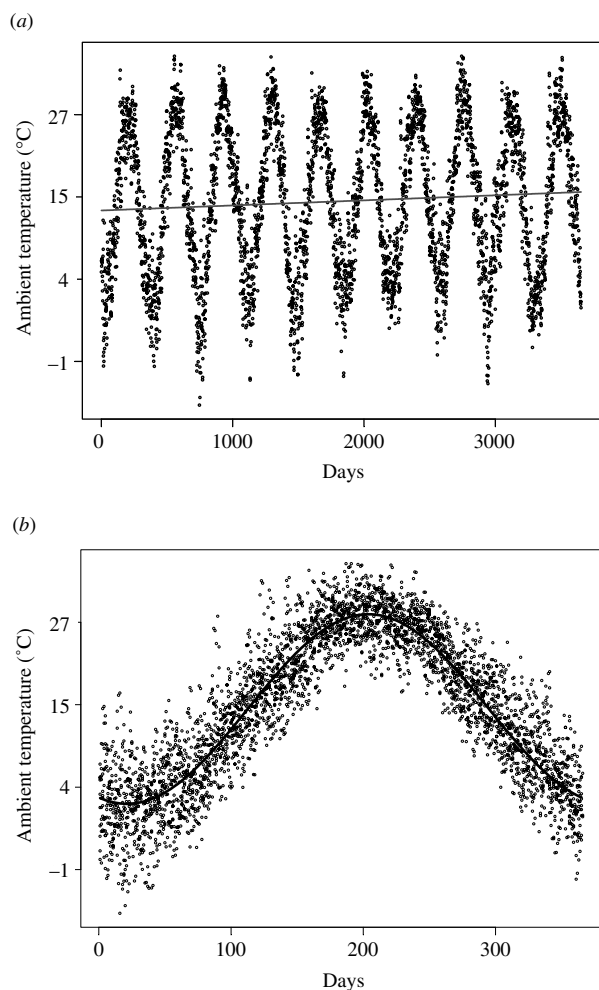 (a)
Ambient temperature (°C)
27
15
4
–1
0 1000 2000 3000
Days
(b)
Ambient temperature (°C)
27
15
4
–1
0 100 200 300
Days